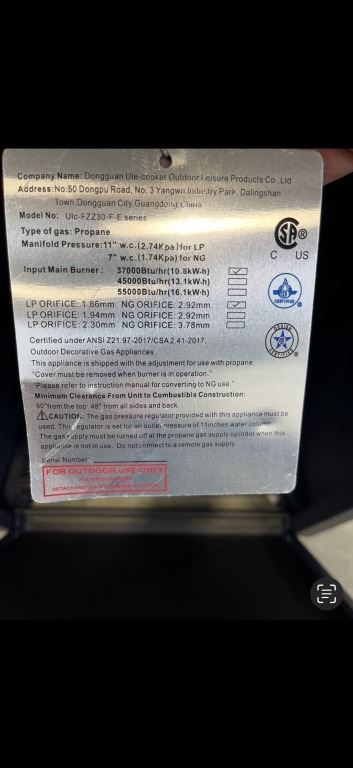 Company Name: Dongguan Ule-cooker Outdoor Leisure Products Co.,Ltd
Address:No:50 Dongpu Road, No. 3 Yangwu Industry Park, Dalingshan
Town,Dongguan City,Guangdong China
Model No: Ulc-FZZ30-F-E series
Type of gas: Propane
Manifold Pressure:11" w.c.(2.74Kpa)for LP
7" w.c.(1.74Kpa)for NG
Input Main Burner: 37000Btu/hr(10.8kW-h)
45000Btu/hr(13.1kW-h)
55000Btu/hr(16.1kW-h)
LP ORIFICE: 1.86mm NG ORIFICE: 2.92mm
LP ORIFICE: 1.94mm NG ORIFICE: 2.92mm
LP ORIFICE: 2.30mm NG ORIFICE: 3.78mm
Certified under ANSI Z21.97-2017/CSA 2.41-2017,
Outdoor Decorative Gas Appliances.
This appliance is shipped with the adjustment for use with propane.
"Cover must be removed when burner is in operation."
"Please refer to instruction manual for converting to NG use."
Minimum Clearance From Unit to Combustible Construction:
60"from the top 48" from all sides and back.
CAUTION: The gas pressure regulator provided with this appliance must be
used. This regulator is set for an outlet pressure of 11inches water column.
The gas supply must be turned off at the propane gas supply cylinder when this
appliance is not in use. Do not connect to a remote gas supply.
Serial Number:
FOR OUTDOOR USE ONLY
SA®
C US
CERTIFIED
DESIGN
CERTIFIED